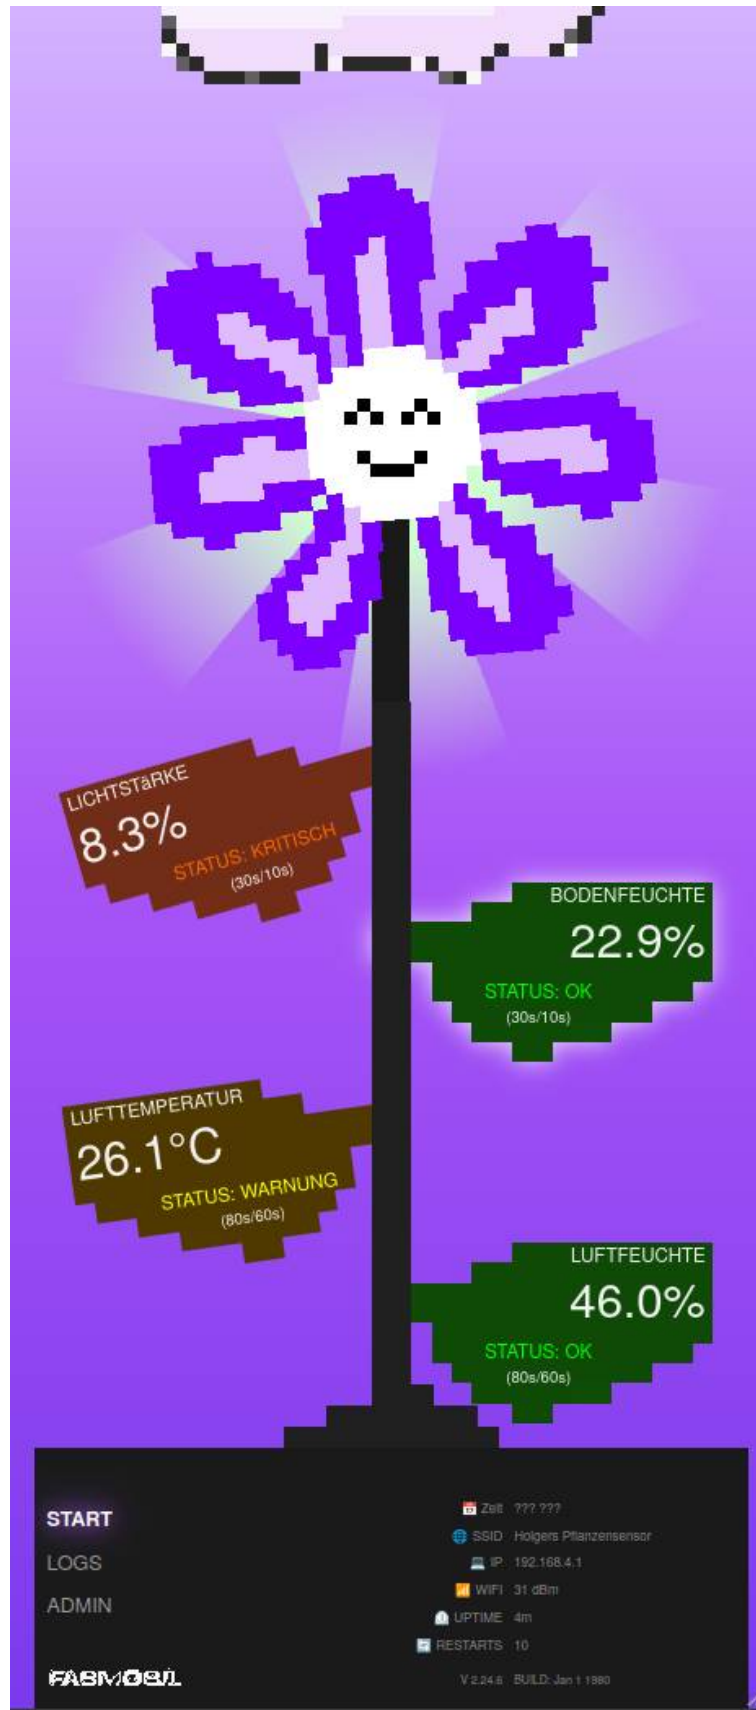 LICHTSTäRKE
8.3%
STATUS: KRITISCH
(30s/10s)
BODENFEUCHTE
22.9%
STATUS: OK
(30s/10s)
LUFTTEMPERATUR
26.1°C
STATUS: WARNUNG
(80s/60s)
LUFTFEUCHTE
46.0%
STATUS: OK
(80s/60s)
START
LOGS
ADMIN
FABMOBIL
Zeit ??? ???
SSID Holgers Pflanzensensor
IP 192.168.4.1
WIFI 31 dBm
UPTIME 4m
RESTARTS 10
V 2.24.6 BUILD: Jan 1 1980